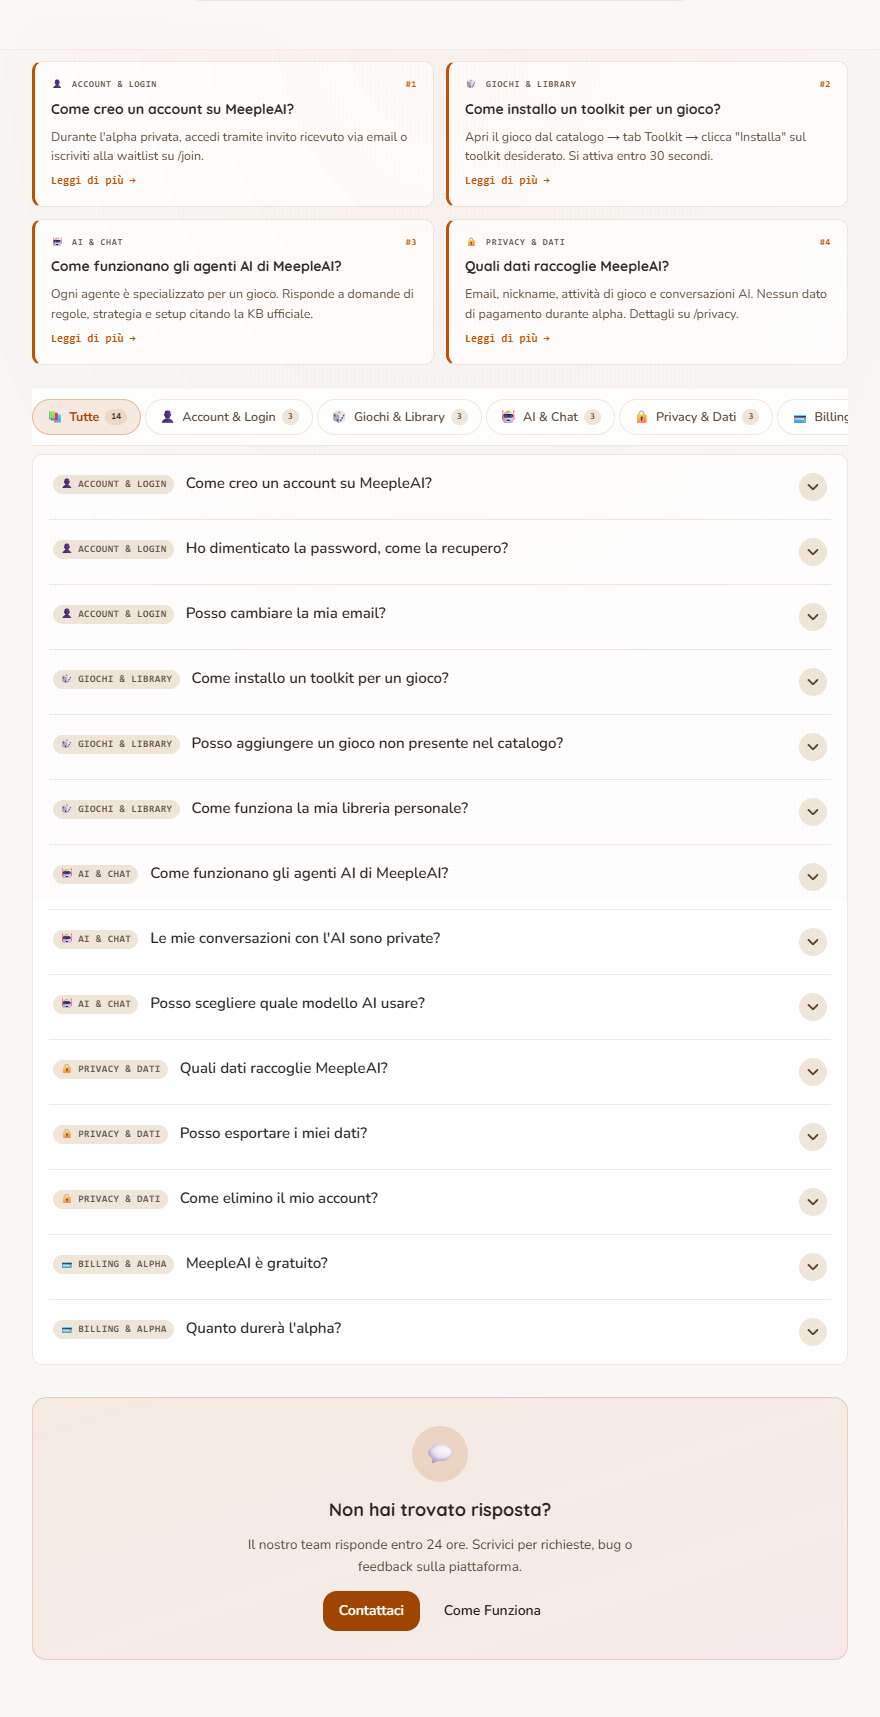 ACCOUNT & LOGIN #1
Come creo un account su MeepleAI?
Durante l'alpha privata, accedi tramite invito ricevuto via email o
iscriviti alla waitlist su /join.
Leggi di più →
GIOCHI & LIBRARY #2
Come installo un toolkit per un gioco?
Apri il gioco dal catalogo → tab Toolkit → clicca "Installa" sul
toolkit desiderato. Si attiva entro 30 secondi.
Leggi di più →
AI & CHAT #3
Come funzionano gli agenti AI di MeepleAI?
Ogni agente è specializzato per un gioco. Risponde a domande di
regole, strategia e setup citando la KB ufficiale.
Leggi di più →
PRIVACY & DATI #4
Quali dati raccoglie MeepleAI?
Email, nickname, attività di gioco e conversazioni AI. Nessun dato
di pagamento durante alpha. Dettagli su /privacy.
Leggi di più →
Tutte 14 Account & Login 3 Giochi & Library 3 AI & Chat 3 Privacy & Dati 3 Billing
ACCOUNT & LOGIN Come creo un account su MeepleAI?
ACCOUNT & LOGIN Ho dimenticato la password, come la recupero?
ACCOUNT & LOGIN Posso cambiare la mia email?
GIOCHI & LIBRARY Come installo un toolkit per un gioco?
GIOCHI & LIBRARY Posso aggiungere un gioco non presente nel catalogo?
GIOCHI & LIBRARY Come funziona la mia libreria personale?
AI & CHAT Come funzionano gli agenti AI di MeepleAI?
AI & CHAT Le mie conversazioni con l'AI sono private?
AI & CHAT Posso scegliere quale modello AI usare?
PRIVACY & DATI Quali dati raccoglie MeepleAI?
PRIVACY & DATI Posso esportare i miei dati?
PRIVACY & DATI Come elimino il mio account?
BILLING & ALPHA MeepleAI è gratuito?
BILLING & ALPHA Quanto durerà l'alpha?
Non hai trovato risposta?
Il nostro team risponde entro 24 ore. Scrivici per richieste, bug o
feedback sulla piattaforma.
Contattaci Come Funziona